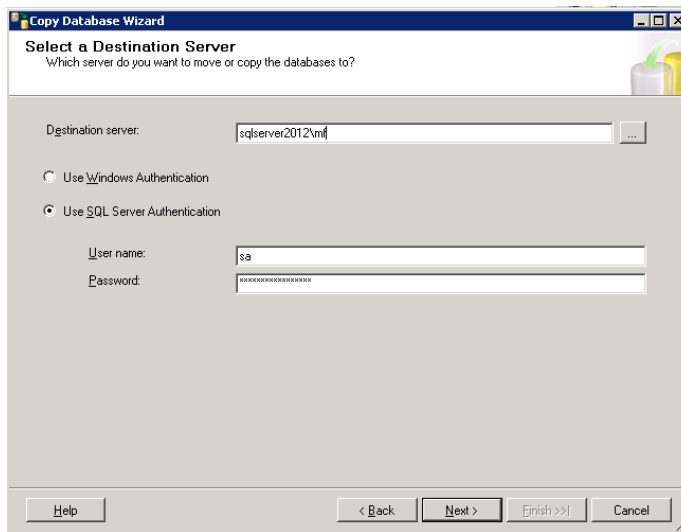 Copy Database Wizard
Select a Destination Server
Which server do you want to move or copy the databases to?
Destination server:
sqlserver2012\mf
...
Use Windows Authentication
Use SQL Server Authentication
User name:
sa
Password:
****************
Help
< Back
Next >
Finish >>|
Cancel